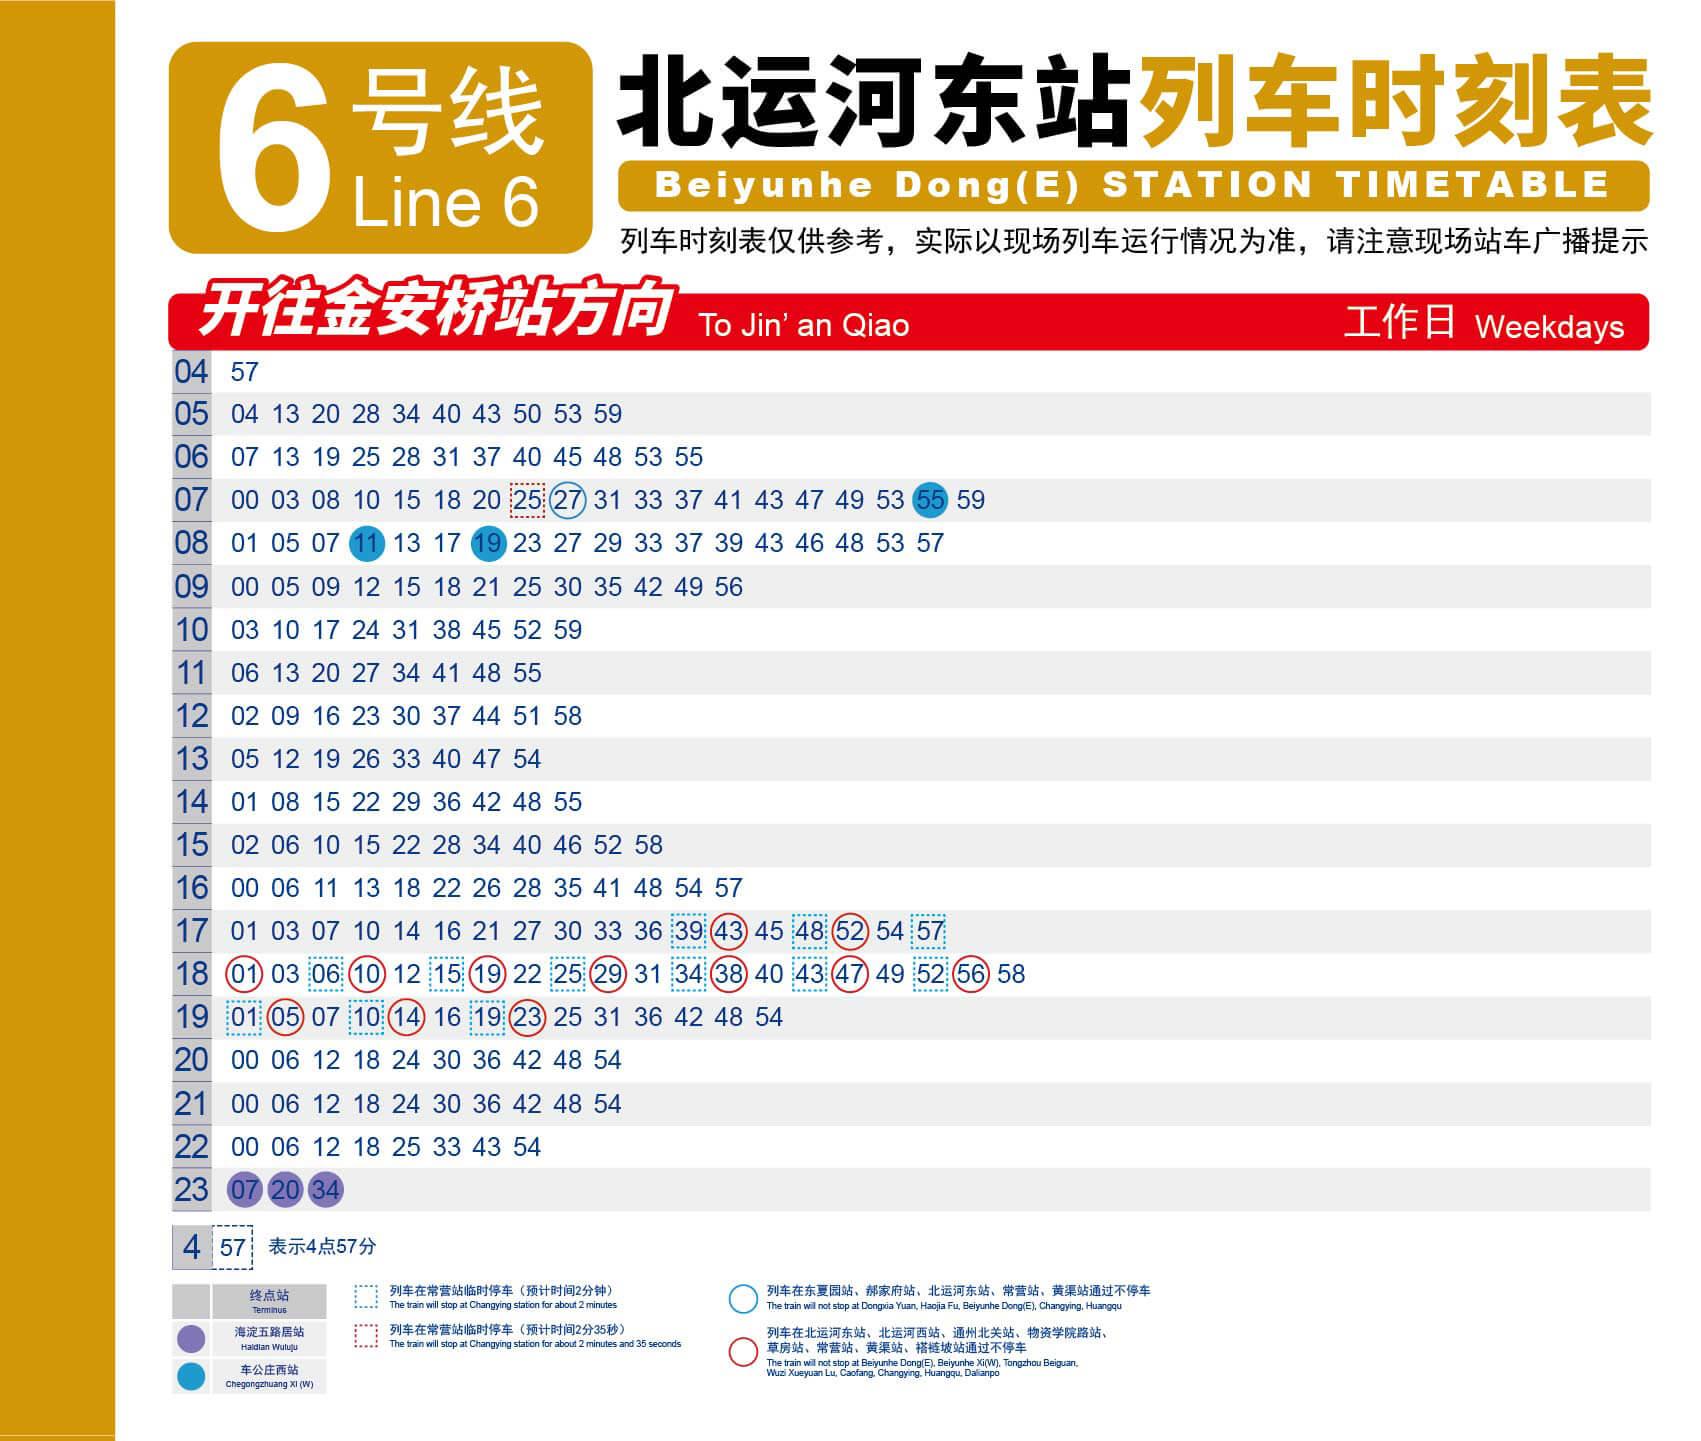 6 号线
Line 6
北运河东站列车时刻表
Beiyunhe Dong(E) STATION TIMETABLE
列车时刻表仅供参考，实际以现场列车运行情况为准，请注意现场站车广播提示
开往金安桥站方向 To Jin’ an Qiao 工作日 Weekdays
04 57
05 04 13 20 28 34 40 43 50 53 59
06 07 13 19 25 28 31 37 40 45 48 53 55
07 00 03 08 10 15 18 20 25 27 31 33 37 41 43 47 49 53 55 59
08 01 05 07 11 13 17 19 23 27 29 33 37 39 43 46 48 53 57
09 00 05 09 12 15 18 21 25 30 35 42 49 56
10 03 10 17 24 31 38 45 52 59
11 06 13 20 27 34 41 48 55
12 02 09 16 23 30 37 44 51 58
13 05 12 19 26 33 40 47 54
14 01 08 15 22 29 36 42 48 55
15 02 06 10 15 22 28 34 40 46 52 58
16 00 06 11 13 18 22 26 28 35 41 48 54 57
17 01 03 07 10 14 16 21 27 30 33 36 39 43 45 48 52 54 57
18 01 03 06 10 12 15 19 22 25 29 31 34 38 40 43 47 49 52 56 58
19 01 05 07 10 14 16 19 23 25 31 36 42 48 54
20 00 06 12 18 24 30 36 42 48 54
21 00 06 12 18 24 30 36 42 48 54
22 00 06 12 18 25 33 43 54
23 07 20 34
4 57 表示4点57分
终点站
Terminus
海淀五路居站
Haidian Wuluju
车公庄西站
Chegongzhuang Xi (W)
列车在常营站临时停车（预计时间2分钟）
The train will stop at Changying station for about 2 minutes
列车在常营站临时停车（预计时间2分35秒）
The train will stop at Changying station for about 2 minutes and 35 seconds
列车在东夏园站、郝家府站、北运河东站、常营站、黄渠站通过不停车
The train will not stop at Dongxia Yuan, Haojia Fu, Beiyunhe Dong(E), Changying, Huangqu
列车在北运河东站、北运河西站、通州北关站、物资学院路站、
草房站、常营站、黄渠站、褡裢坡站通过不停车
The train will not stop at Beiyunhe Dong(E), Beiyunhe Xi(W), Tongzhou Beiguan,
Wuzi Xueyuan Lu, Caofang, Changying, Huangqu, Dalianpo